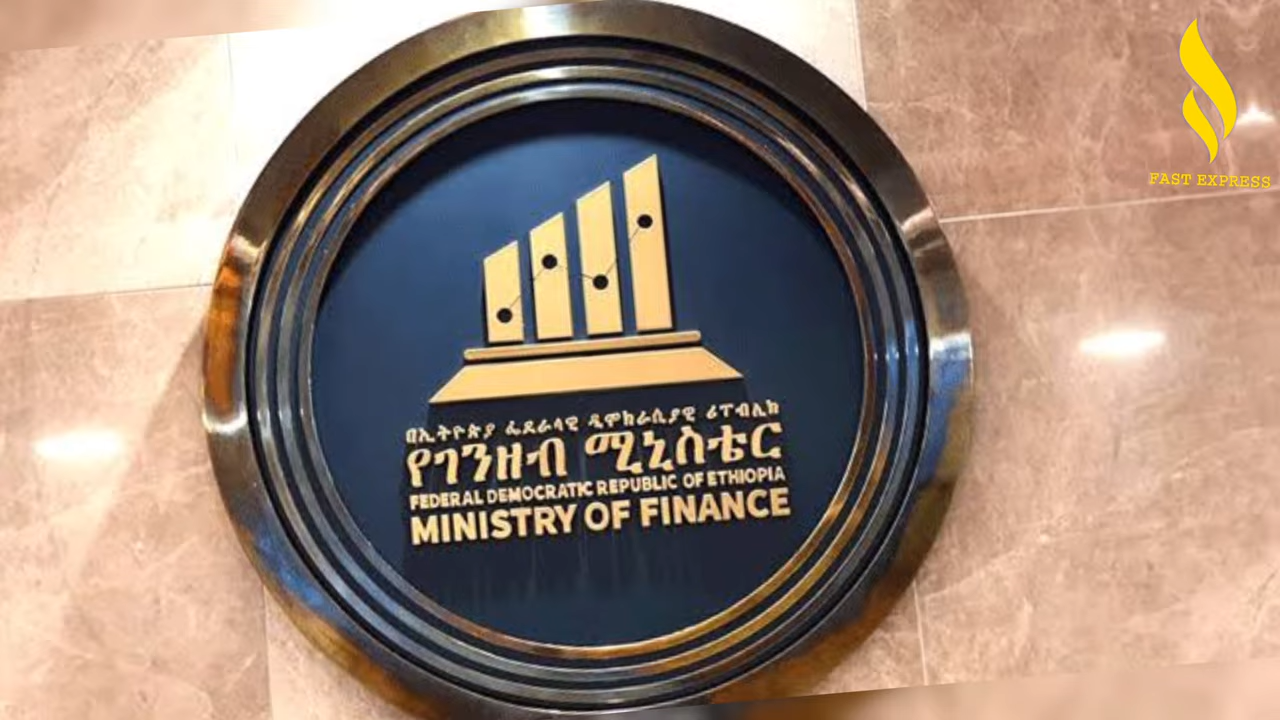 FAST EXPRESS
በኢትዮጵያ ፌደራላዊ ዲሞክራሲያዊ ሪፐብሊክ
የገንዘብ ሚኒስቴር
FEDERAL DEMOCRATIC REPUBLIC OF ETHIOPIA
MINISTRY OF FINANCE